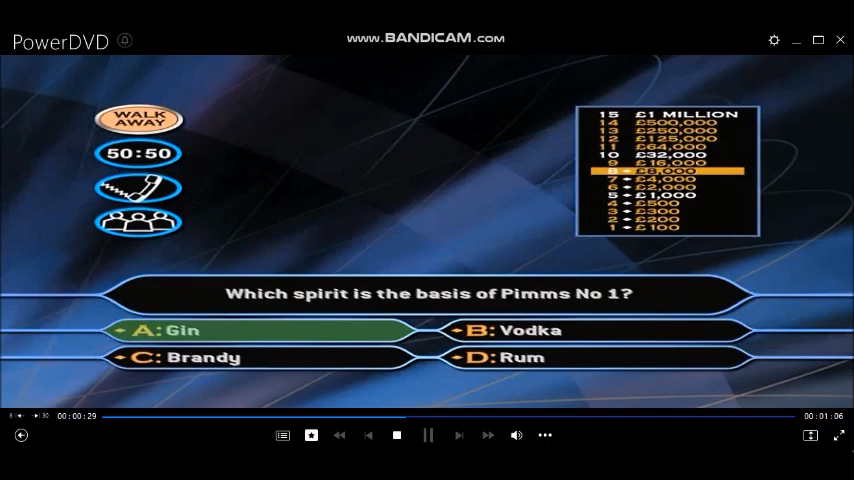 PowerDVD
www.BANDICAM.com
WALK
AWAY
50:50
15 £1 MILLION
14 £500,000
13 £250,000
12 £125,000
11 £64,000
10 £32,000
9 £16,000
8 £8,000
7 £4,000
6 £2,000
5 £1,000
4 £500
3 £300
2 £200
1 £100
Which spirit is the basis of Pimms No 1?
A: Gin
B: Vodka
C: Brandy
D: Rum
8 30 00:00:29 00:01:06